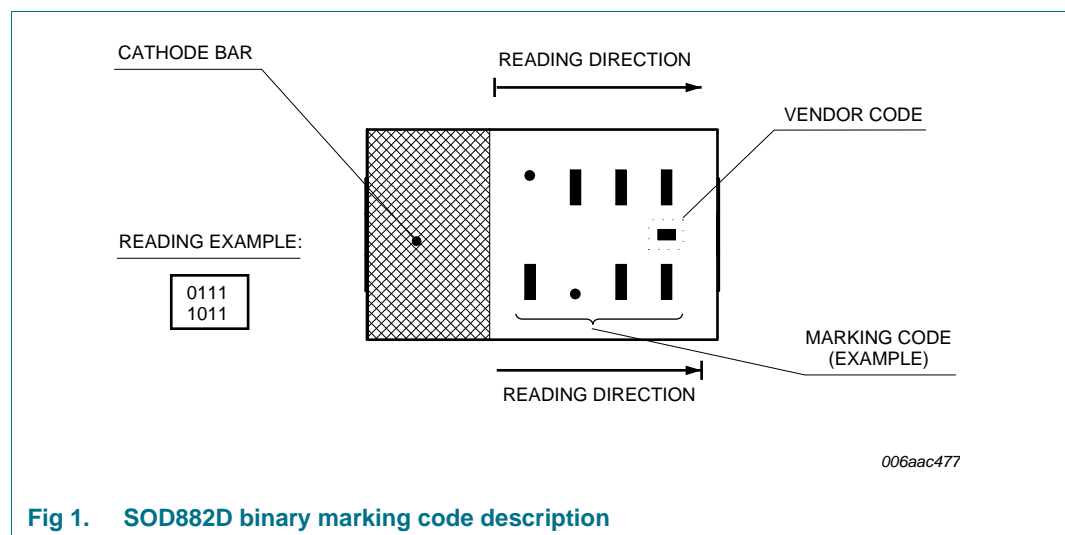 CATHODE BAR
READING DIRECTION
VENDOR CODE
READING EXAMPLE:
0111
1011
MARKING CODE
(EXAMPLE)
READING DIRECTION
006aac477
Fig 1. SOD882D binary marking code description